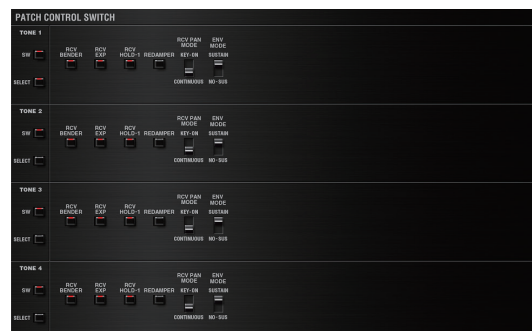 PATCH CONTROL SWITCH
TONE 1
RCV PAN MODE ENV MODE
SW RCV BENDER RCV EXP RCV HOLD-1 REDAMPER KEY-ON SUSTAIN
SELECT CONTINUOUS NO-SUS
TONE 2
RCV PAN MODE ENV MODE
SW RCV BENDER RCV EXP RCV HOLD-1 REDAMPER KEY-ON SUSTAIN
SELECT CONTINUOUS NO-SUS
TONE 3
RCV PAN MODE ENV MODE
SW RCV BENDER RCV EXP RCV HOLD-1 REDAMPER KEY-ON SUSTAIN
SELECT CONTINUOUS NO-SUS
TONE 4
RCV PAN MODE ENV MODE
SW RCV BENDER RCV EXP RCV HOLD-1 REDAMPER KEY-ON SUSTAIN
SELECT CONTINUOUS NO-SUS